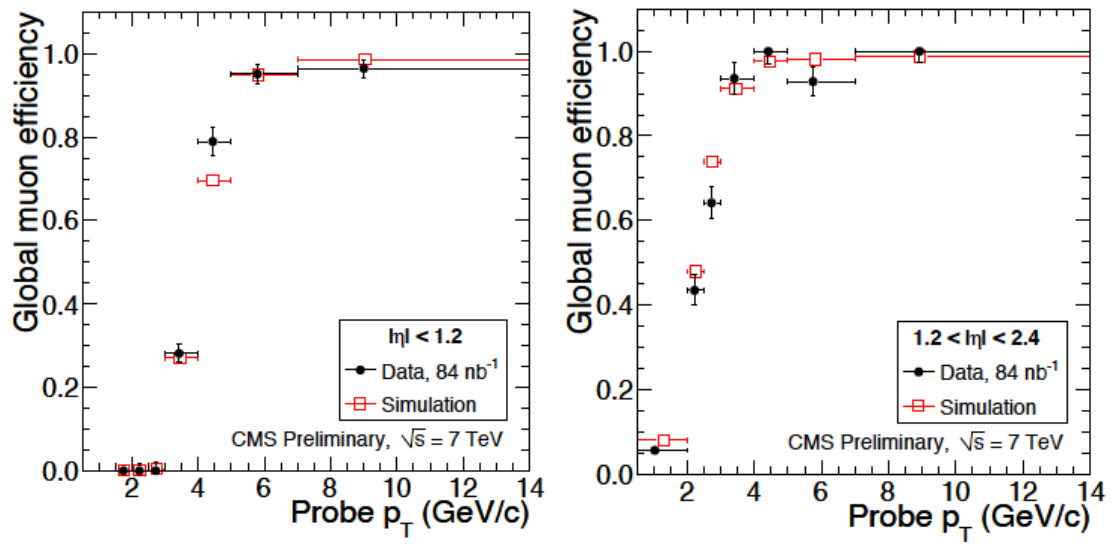 Global muon efficiency
1.0
0.8
0.6
0.4
0.2
0.0
|η| < 1.2
Data, 84 nb⁻¹
Simulation
CMS Preliminary, √s = 7 TeV
2 4 6 8 10 12 14
Probe p_T (GeV/c)
Global muon efficiency
1.0
0.8
0.6
0.4
0.2
0.0
1.2 < |η| < 2.4
Data, 84 nb⁻¹
Simulation
CMS Preliminary, √s = 7 TeV
2 4 6 8 10 12 14
Probe p_T (GeV/c)